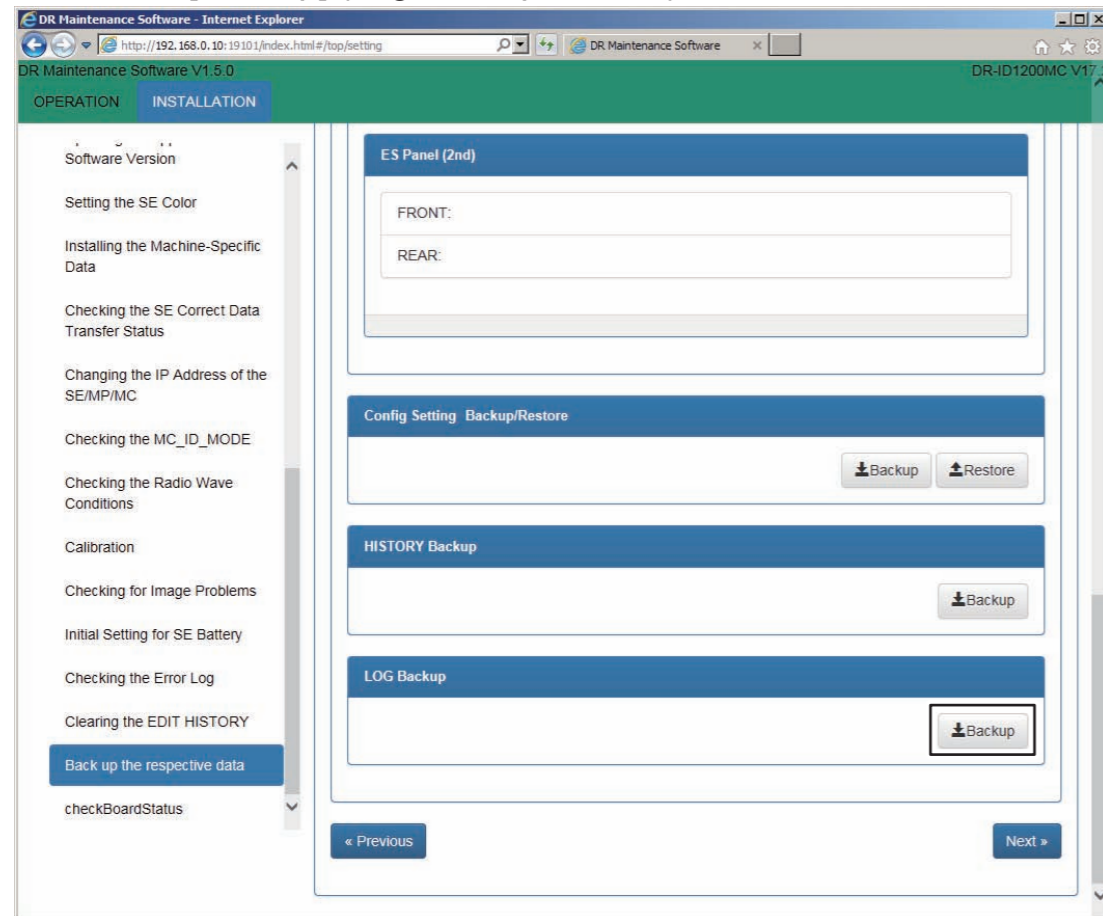 DR Maintenance Software - Internet Explorer
http://192.168.0.10:19101/index.html#/top/setting
DR Maintenance Software
DR Maintenance Software V1.5.0
DR-ID1200MC V17
OPERATION
INSTALLATION
Software Version
Setting the SE Color
Installing the Machine-Specific
Data
Checking the SE Correct Data
Transfer Status
Changing the IP Address of the
SE/MP/MC
Checking the MC_ID_MODE
Checking the Radio Wave
Conditions
Calibration
Checking for Image Problems
Initial Setting for SE Battery
Checking the Error Log
Clearing the EDIT HISTORY
Back up the respective data
checkBoardStatus
ES Panel (2nd)
FRONT:
REAR:
Config Setting Backup/Restore
Backup
Restore
HISTORY Backup
Backup
LOG Backup
Backup
« Previous
Next »